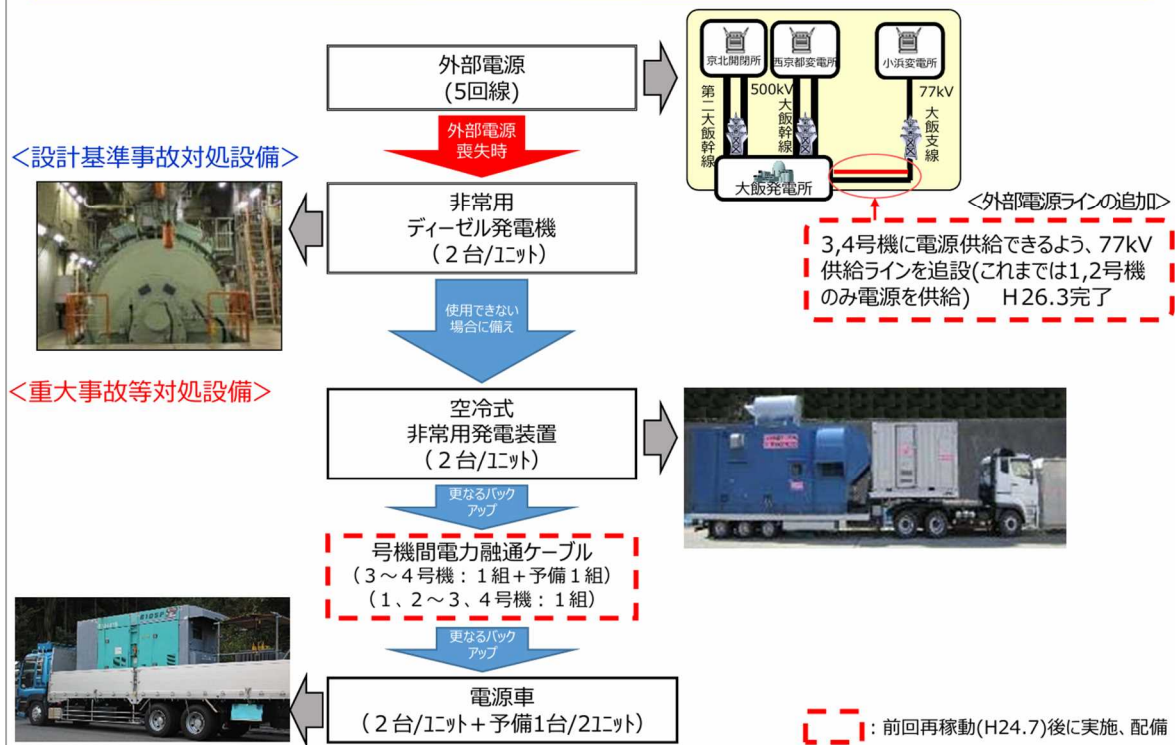 外部電源
(5回線)
京北開閉所
西京都変電所
小浜変電所
第二大飯幹線
500kV
大飯幹線
77kV
大飯支線
大飯発電所
外部電源
喪失時
＜設計基準事故対処設備＞
非常用
ディーゼル発電機
（２台/ユニット）
＜外部電源ラインの追加＞
3,4号機に電源供給できるよう、77kV
供給ラインを追設(これまでは1,2号機
のみ電源を供給)　H26.3完了
使用できない
場合に備え
＜重大事故等対処設備＞
空冷式
非常用発電装置
（２台/ユニット）
更なるバック
アップ
号機間電力融通ケーブル
（３～４号機：１組＋予備１組）
（１、２～３、４号機：１組）
更なるバック
アップ
電源車
（２台/ユニット＋予備1台/2ユニット）
：前回再稼動(H24.7)後に実施、配備